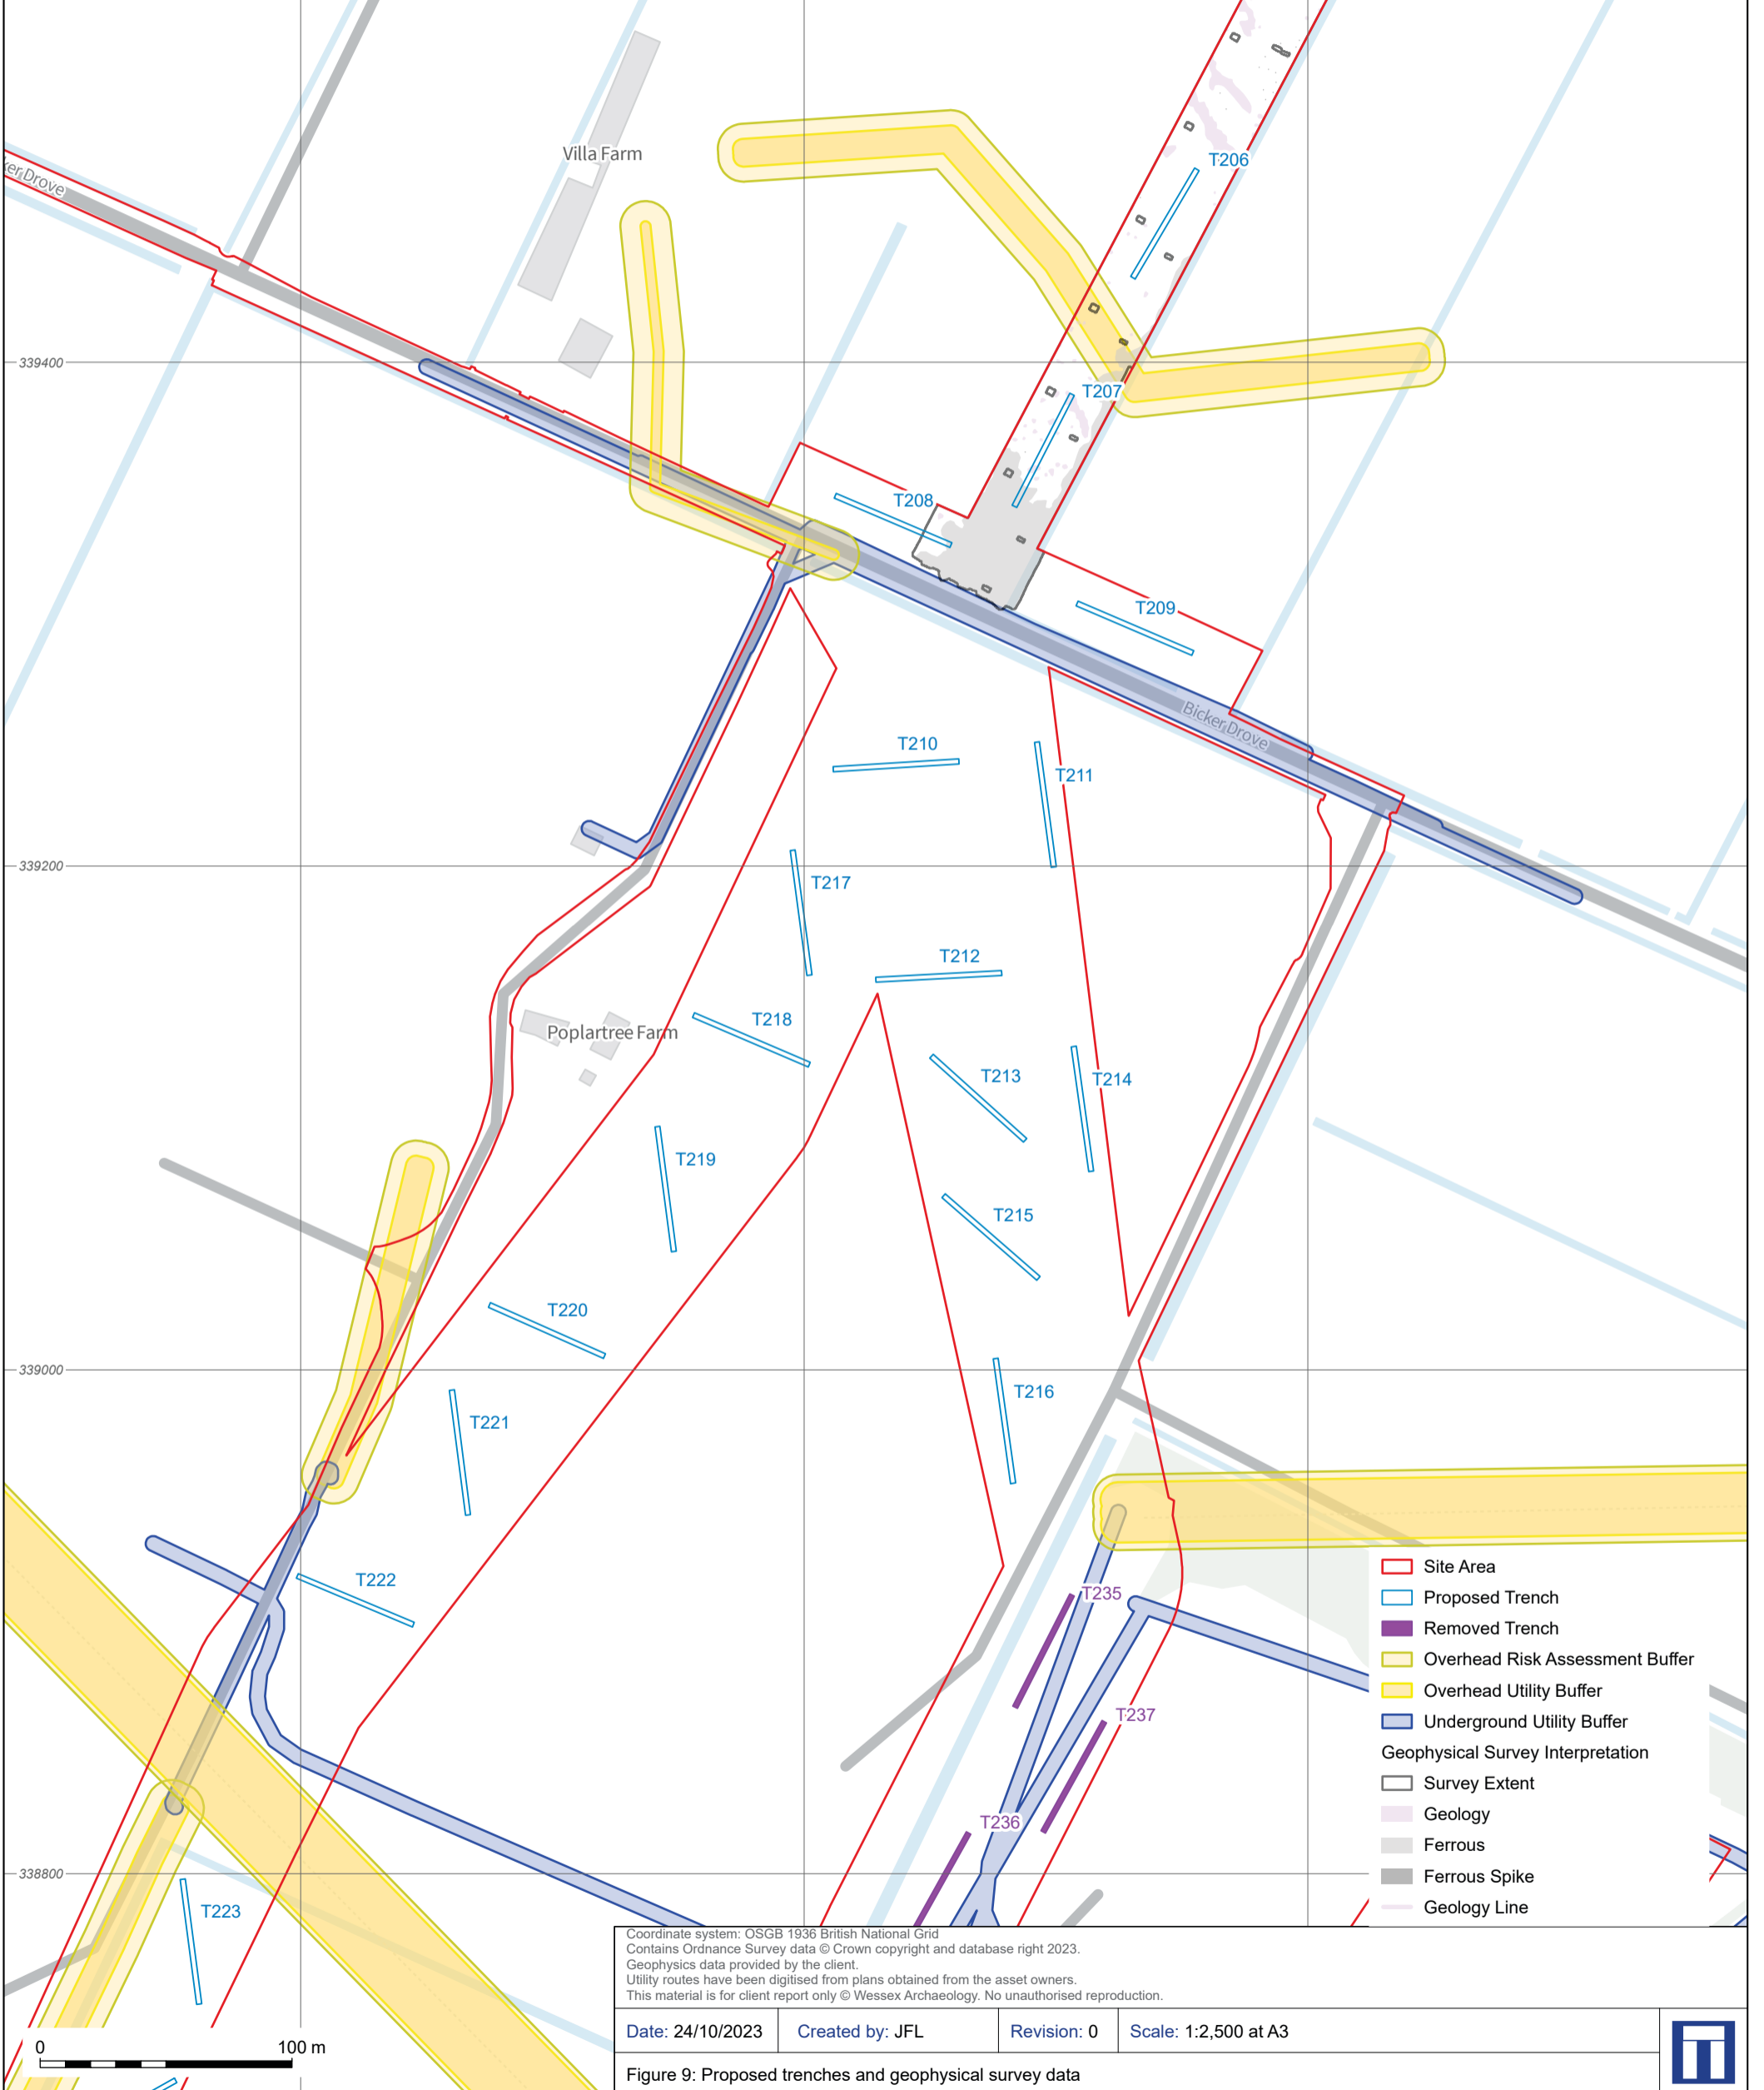 Villa Farm
T206
ker Drove
339400
T207
T208
T209
Bicker Drove
T210
T211
339200
T217
T212
T218
Poplartree Farm
T213
T214
T219
T215
T220
339000
T216
T221
T222
T235
T237
T236
338800
T223
Site Area
Proposed Trench
Removed Trench
Overhead Risk Assessment Buffer
Overhead Utility Buffer
Underground Utility Buffer
Geophysical Survey Interpretation
Survey Extent
Geology
Ferrous
Ferrous Spike
Geology Line
0 100 m
Coordinate system: OSGB 1936 British National Grid
Contains Ordnance Survey data © Crown copyright and database right 2023.
Geophysics data provided by the client.
Utility routes have been digitised from plans obtained from the asset owners.
This material is for client report only © Wessex Archaeology. No unauthorised reproduction.
Date: 24/10/2023 Created by: JFL Revision: 0 Scale: 1:2,500 at A3
Figure 9: Proposed trenches and geophysical survey data